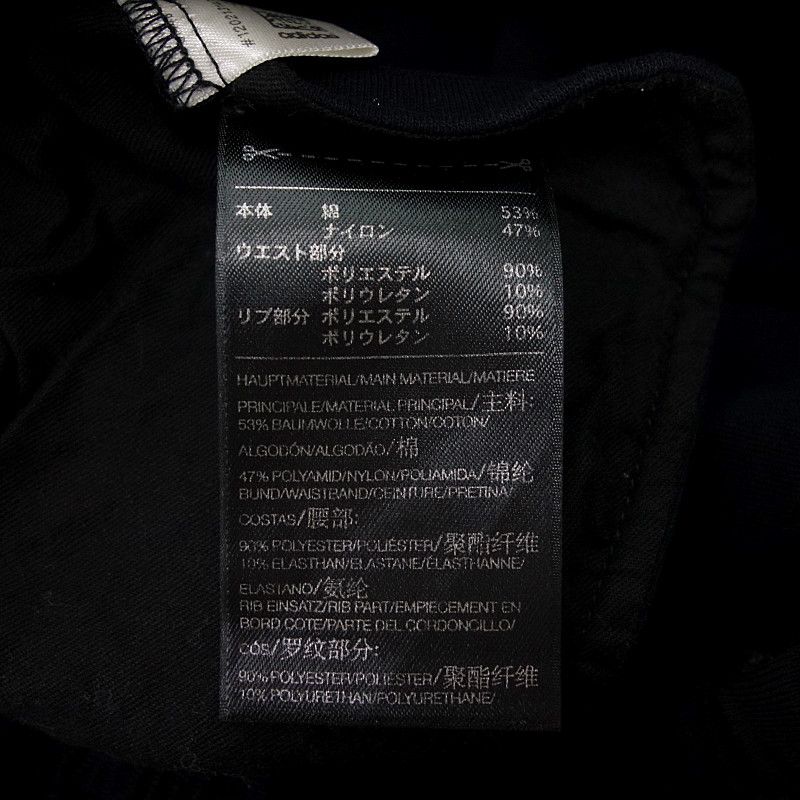 #120217
adidas
本体 綿 53%
ナイロン 47%
ウエスト部分
ポリエステル 90%
ポリウレタン 10%
リブ部分 ポリエステル 90%
ポリウレタン 10%
HAUPTMATERIAL/MAIN MATERIAL/MATIERE
PRINCIPALE/MATERIAL PRINCIPAL/主料:
53% BAUMWOLLE/COTTON/COTON/
ALGODÓN/ALGODÃO/棉
47% POLYAMID/NYLON/POLIAMIDA/锦纶
BUND/WAISTBAND/CEINTURE/PRETINA/
COSTAS/腰部:
90% POLYESTER/POLIÉSTER/聚酯纤维
10% ELASTHAN/ELASTANE/ÉLASTHANNE/
ELASTANO/氨纶
RIB EINSATZ/RIB PART/EMPIECEMENT EN
BORD COTE/PARTE DEL CORDONCILLO/
CÓS/罗纹部分:
90% POLYESTER/POLIÉSTER/聚酯纤维
10% POLYURETHAN/POLYURETHANE/